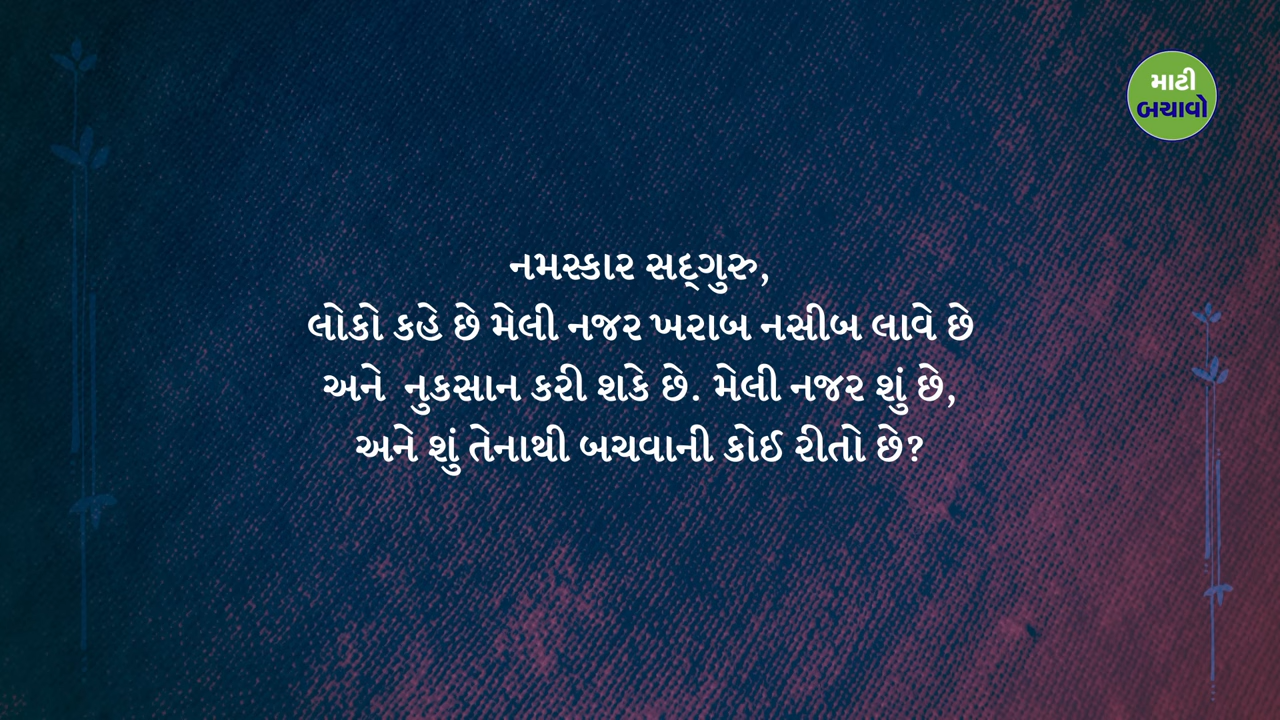 માટી
બચાવો
નમસ્કાર સદ્‌ગુરુ,
લોકો કહે છે મેલી નજર ખરાબ નસીબ લાવે છે
અને નુકસાન કરી શકે છે. મેલી નજર શું છે,
અને શું તેનાથી બચવાની કોઈ રીતો છે?